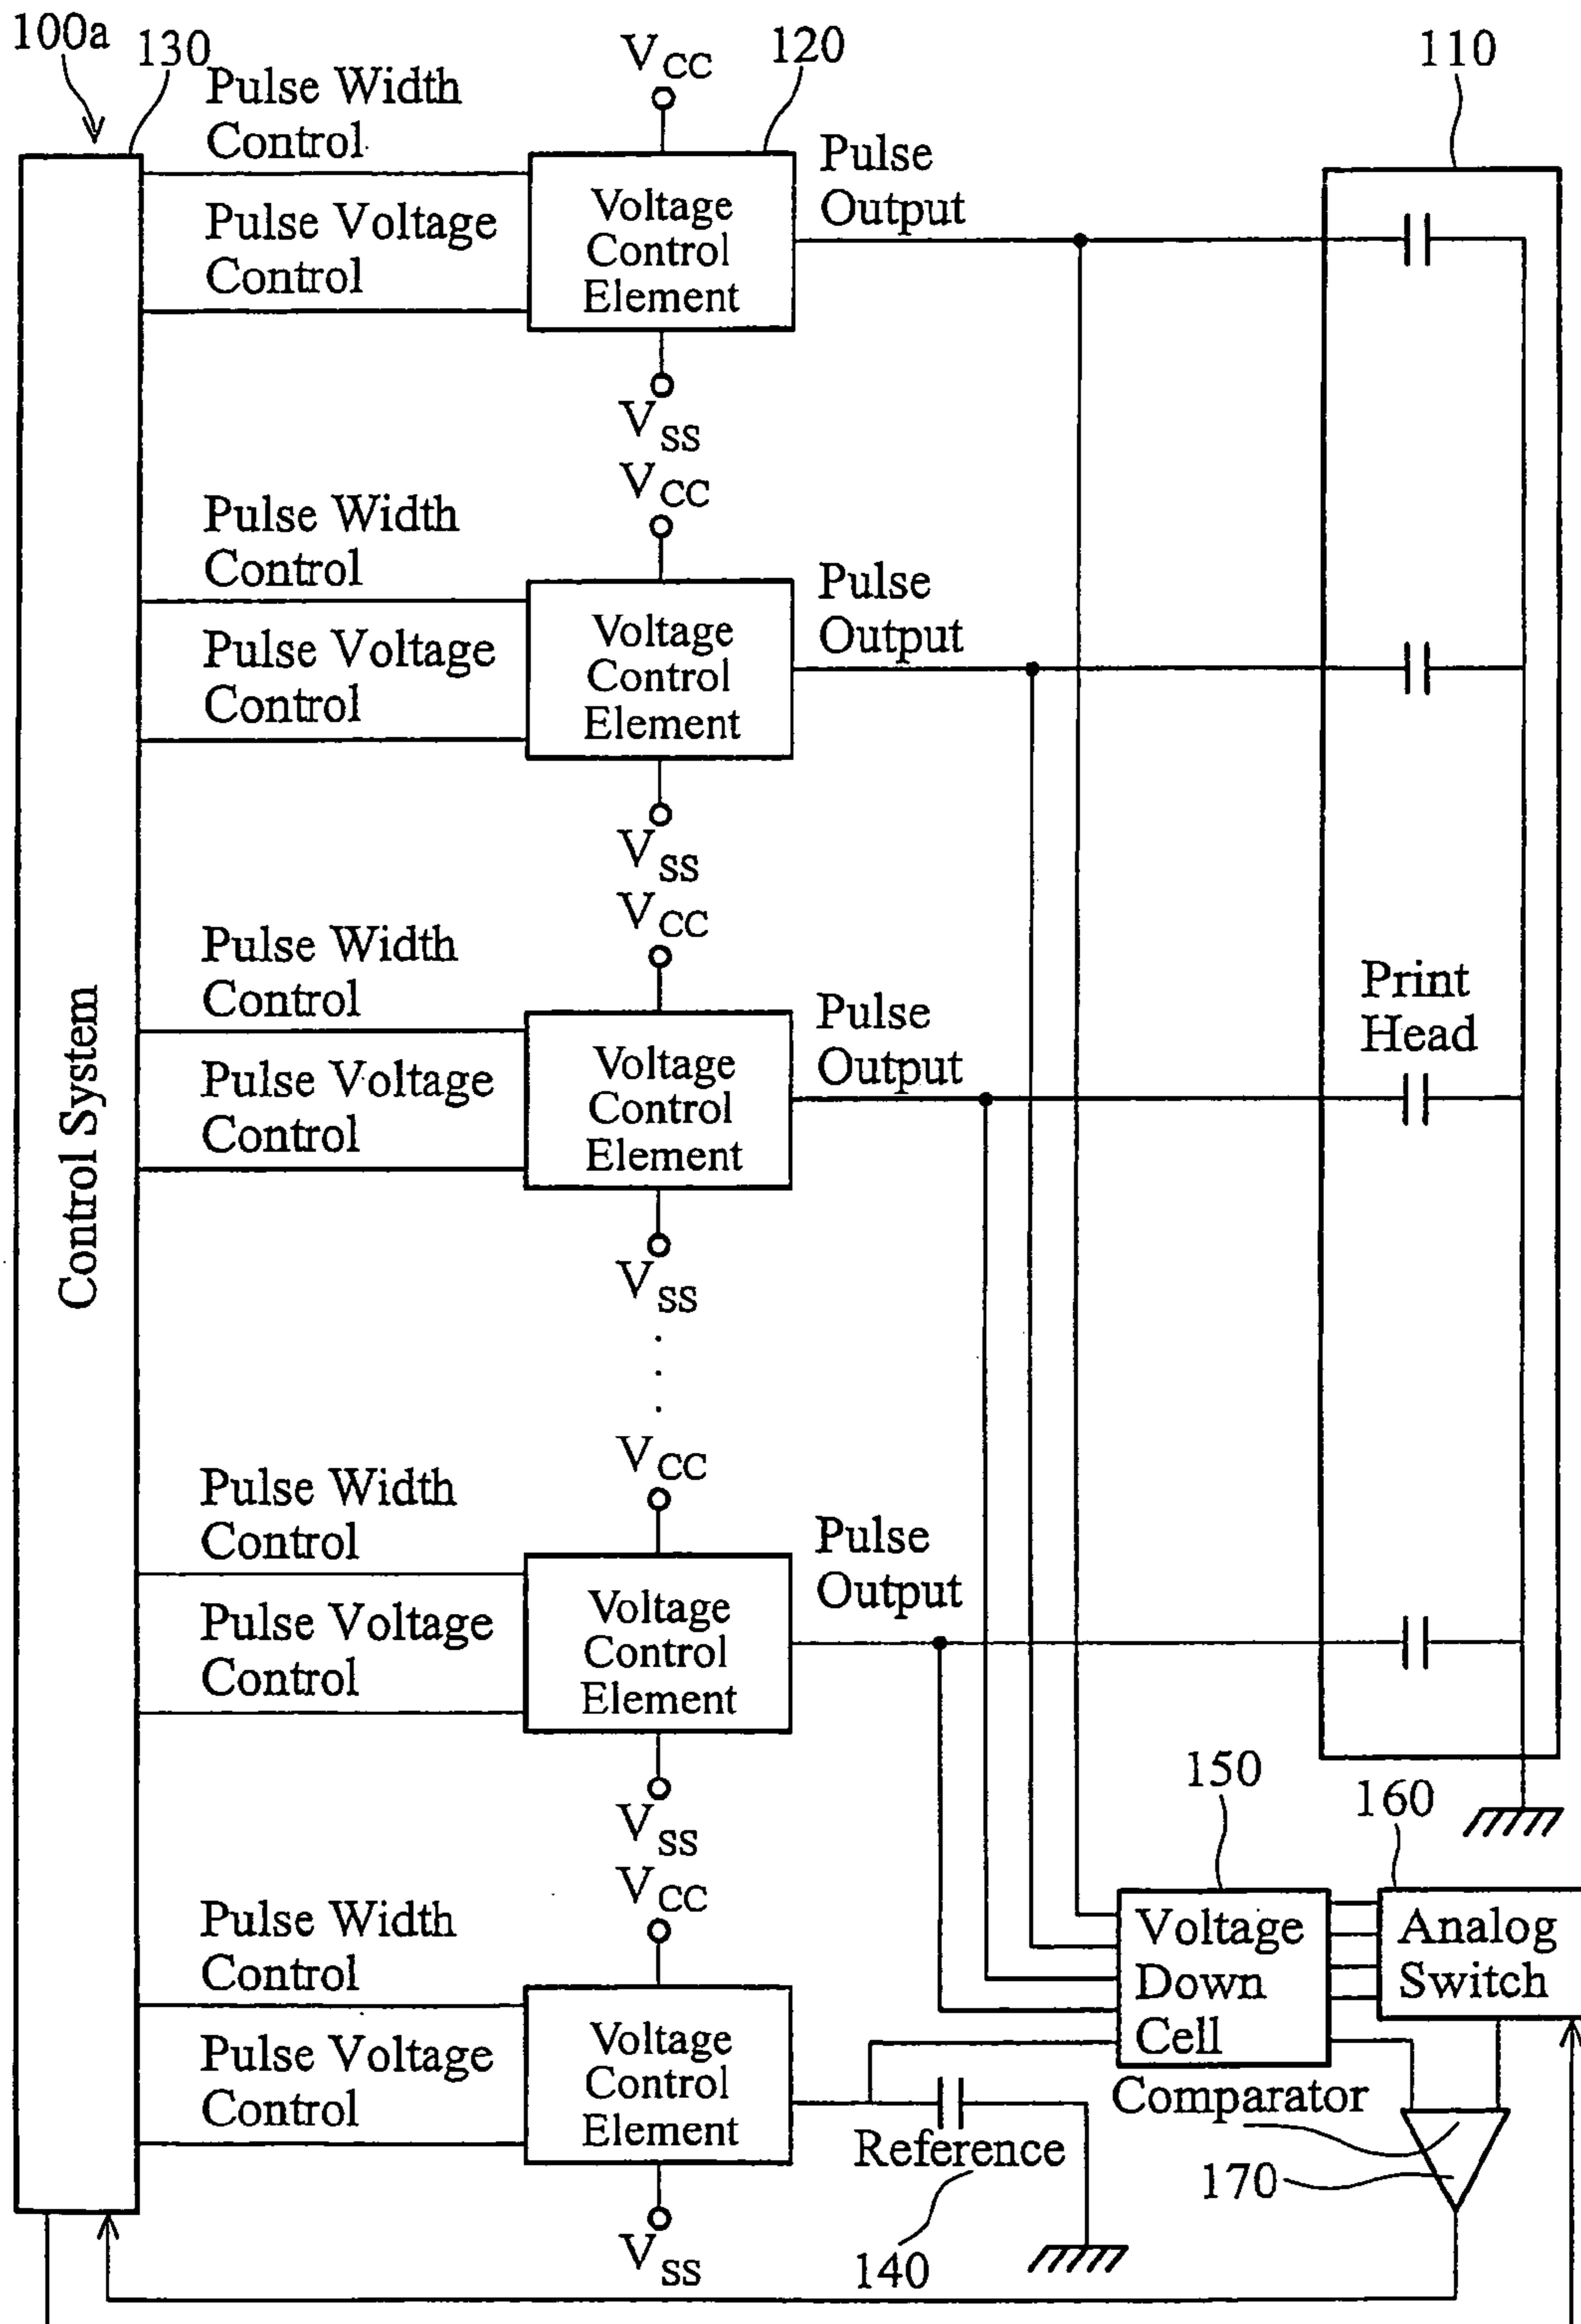 100a
130
Pulse Width
Control
Pulse Voltage
Control
VCC
120
Voltage
Control
Element
VSS
Pulse
Output
110
VCC
Pulse Width
Control
Pulse Voltage
Control
Voltage
Control
Element
Pulse
Output
VSS
VCC
Pulse Width
Control
Pulse Voltage
Control
Voltage
Control
Element
Pulse
Output
Print
Head
VSS
Control System
VCC
Pulse Width
Control
Pulse Voltage
Control
Voltage
Control
Element
Pulse
Output
VSS
150
160
VCC
Pulse Width
Control
Pulse Voltage
Control
Voltage
Control
Element
VSS
Voltage
Down
Cell
Analog
Switch
Comparator
Reference
170
140